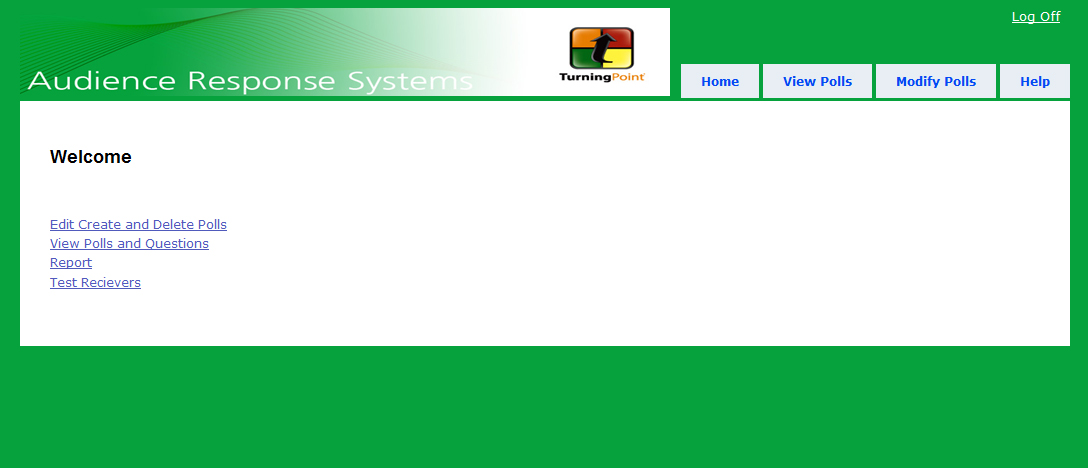 Log Off
Audience Response Systems
TurningPoint
Home View Polls Modify Polls Help
Welcome
Edit Create and Delete Polls
View Polls and Questions
Report
Test Recievers